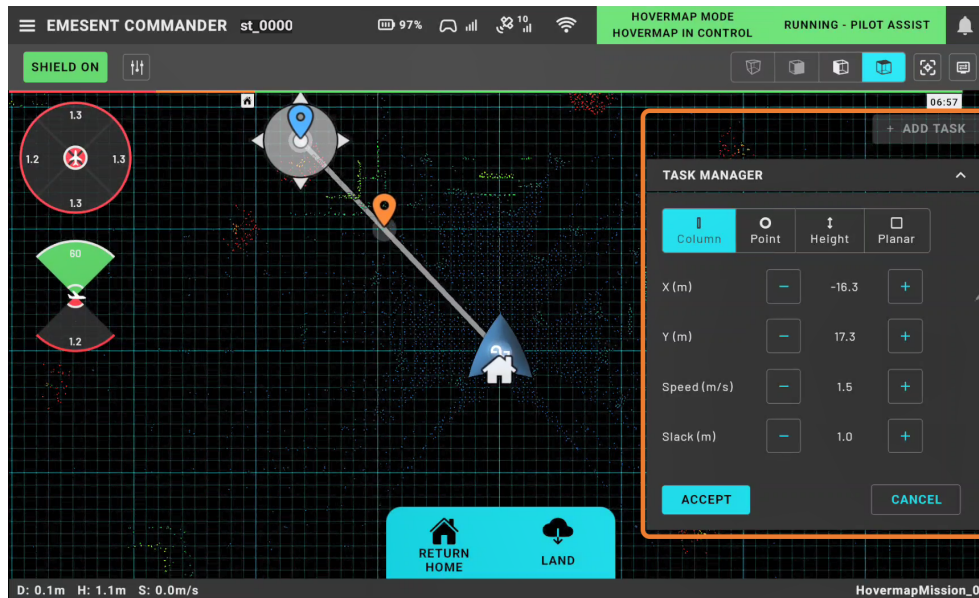 EMESENT COMMANDER st_0000 97% 10 HOVERMAP MODE
HOVERMAP IN CONTROL RUNNING - PILOT ASSIST
SHIELD ON
06:57
1.3
1.2 1.3
1.3
60
1.2
+ ADD TASK
TASK MANAGER
Column Point Height Planar
X (m) − -16.3 +
Y (m) − 17.3 +
Speed (m/s) − 1.5 +
Slack (m) − 1.0 +
ACCEPT CANCEL
RETURN
HOME
LAND
D: 0.1m H: 1.1m S: 0.0m/s HovermapMission_0